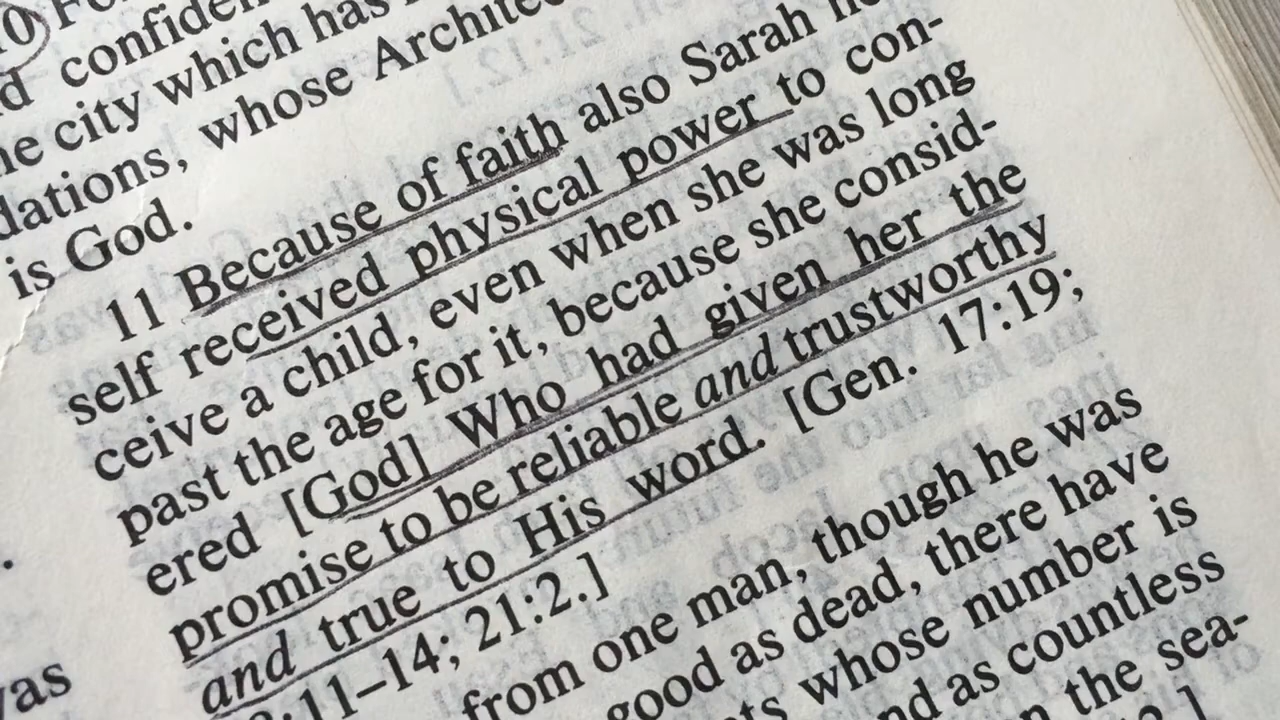 10
confiden
city which has
dations, whose Archite
is God.
11 Because of faith also Sarah
self received physical power to con-
ceive a child, even when she was long
past the age for it, because she consid-
ered [God] Who had given her the
promise to be reliable and trustworthy
and true to His word. [Gen. 17:19;
11–14; 21:2.]
from one man, though he was
good as dead, there have
whose number is
as countless
the sea-